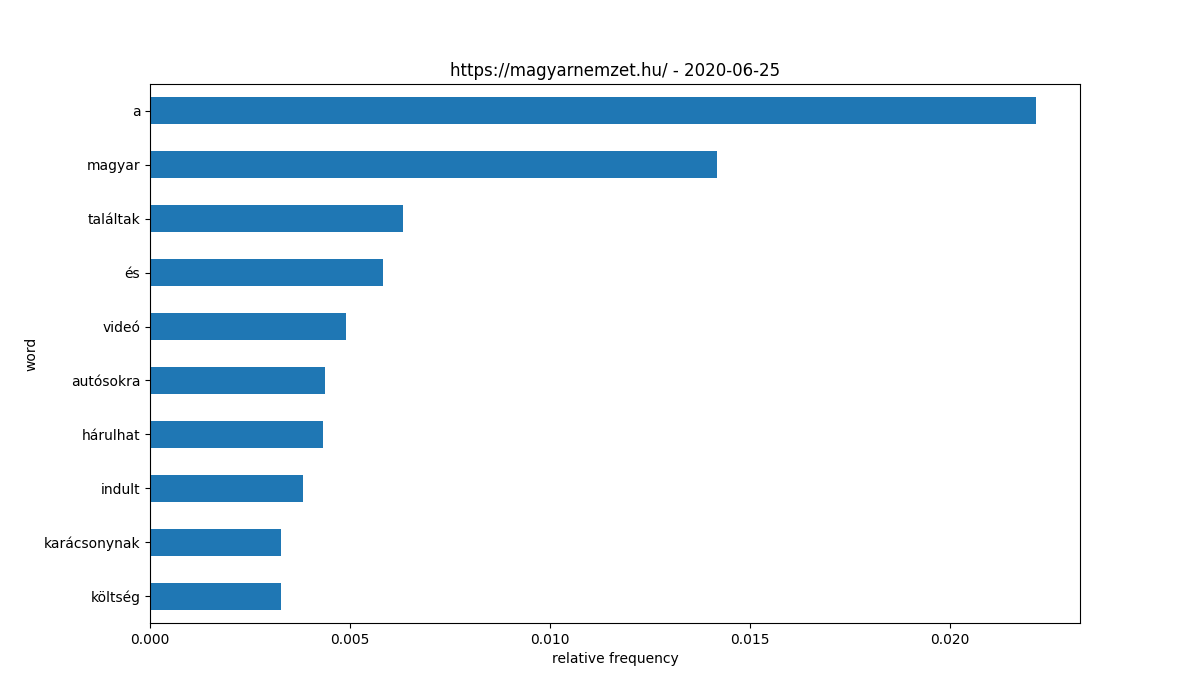 https://magyarnemzet.hu/ - 2020-06-25
a
magyar
találtak
és
videó
autósokra
hárulhat
indult
karácsonynak
költség
word
0.000 0.005 0.010 0.015 0.020
relative frequency